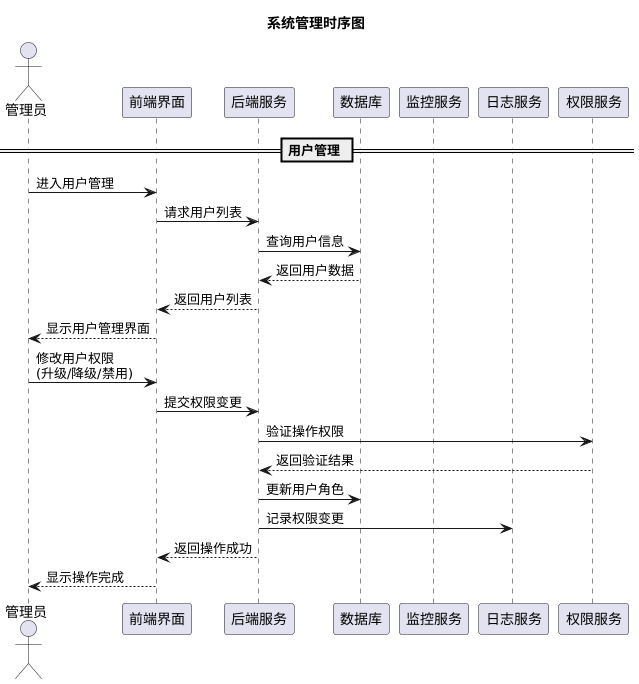 系统管理时序图
管理员
前端界面
后端服务
数据库
监控服务
日志服务
权限服务
用户管理
进入用户管理
请求用户列表
查询用户信息
返回用户数据
返回用户列表
显示用户管理界面
修改用户权限
(升级/降级/禁用)
提交权限变更
验证操作权限
返回验证结果
更新用户角色
记录权限变更
返回操作成功
显示操作完成
管理员
前端界面
后端服务
数据库
监控服务
日志服务
权限服务